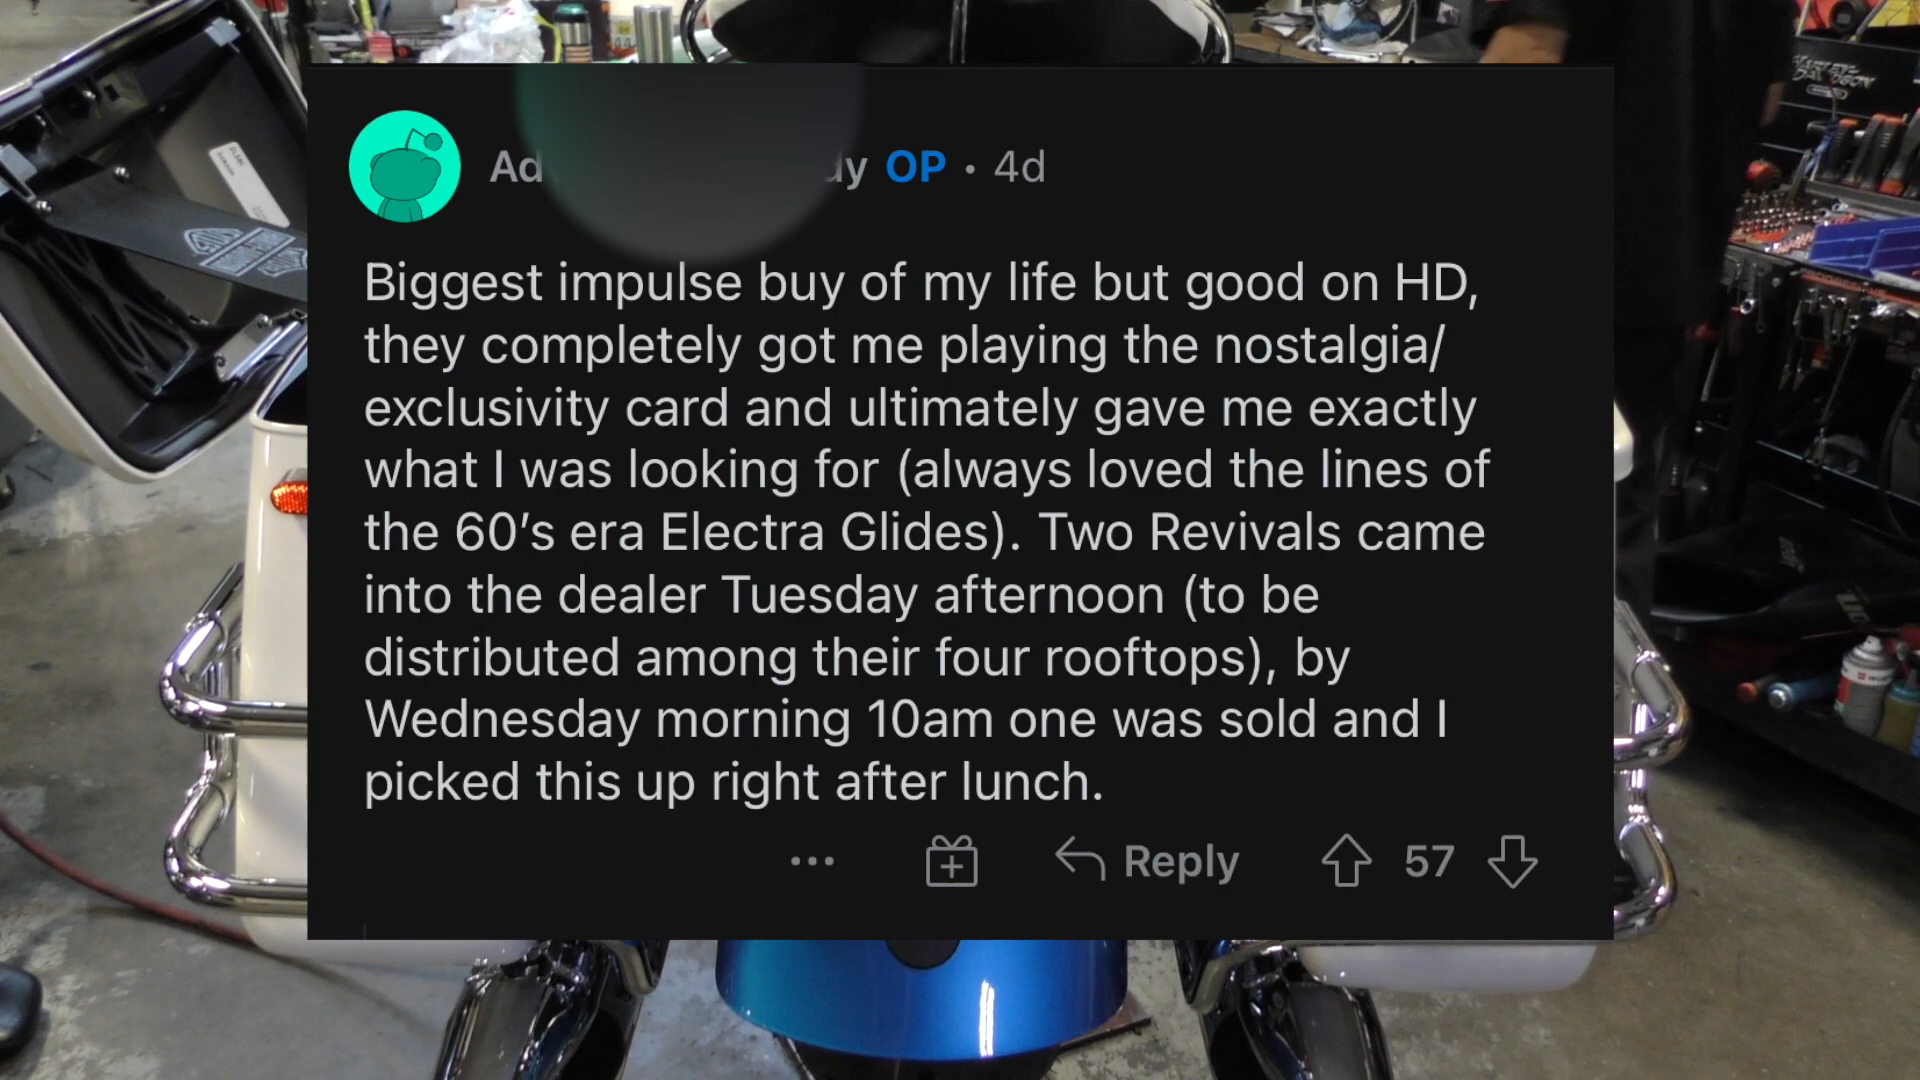 Ad dy OP • 4d
Biggest impulse buy of my life but good on HD,
they completely got me playing the nostalgia/
exclusivity card and ultimately gave me exactly
what I was looking for (always loved the lines of
the 60's era Electra Glides). Two Revivals came
into the dealer Tuesday afternoon (to be
distributed among their four rooftops), by
Wednesday morning 10am one was sold and I
picked this up right after lunch.
... Reply 57